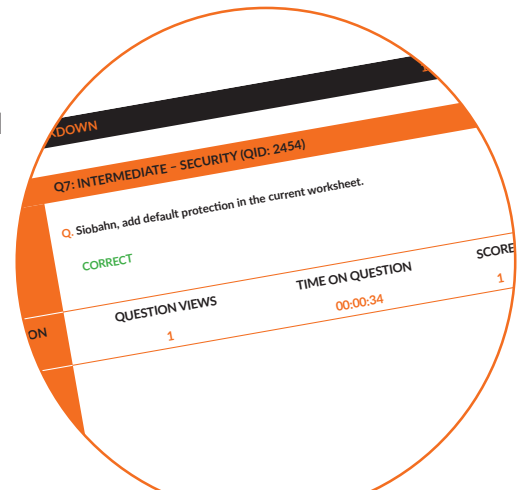 DOWN
Q7: INTERMEDIATE – SECURITY (QID: 2454)
Q. Siobahn, add default protection in the current worksheet.
CORRECT
ON
QUESTION VIEWS
TIME ON QUESTION
SCORE
1
00:00:34
1